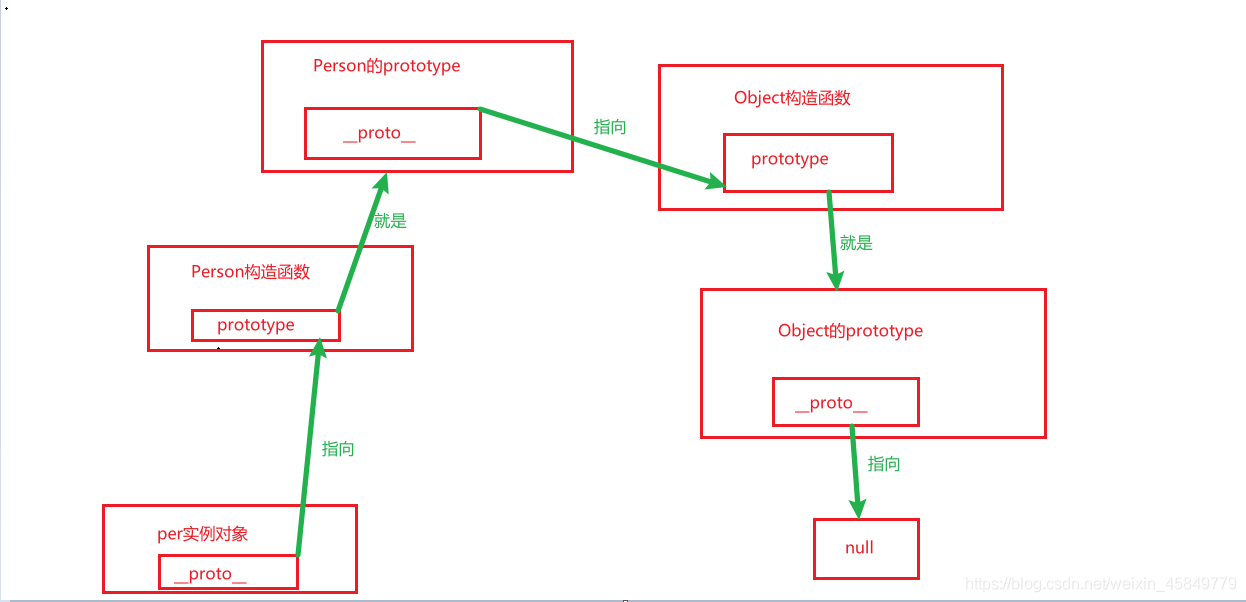 Person的prototype
__proto__
指向
Object构造函数
prototype
就是
Person构造函数
prototype
就是
Object的prototype
__proto__
指向
指向
per实例对象
__proto__
null
https://blog.csdn.net/weixin_45849779